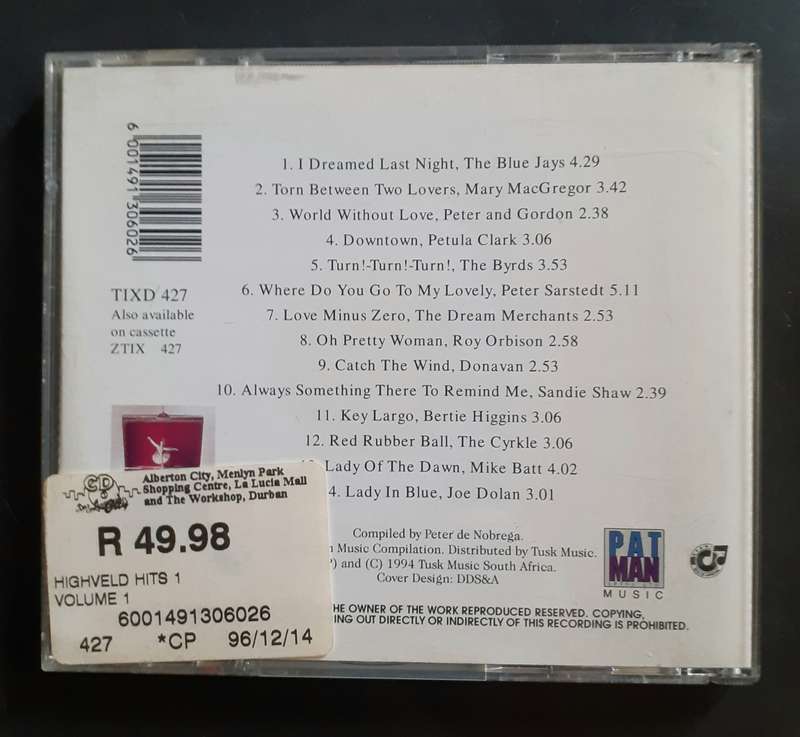 6 001491 306026
TIXD 427
Also available
on cassette
ZTIX 427
1. I Dreamed Last Night, The Blue Jays 4.29
2. Torn Between Two Lovers, Mary MacGregor 3.42
3. World Without Love, Peter and Gordon 2.38
4. Downtown, Petula Clark 3.06
5. Turn!-Turn!-Turn!, The Byrds 3.53
6. Where Do You Go To My Lovely, Peter Sarstedt 5.11
7. Love Minus Zero, The Dream Merchants 2.53
8. Oh Pretty Woman, Roy Orbison 2.58
9. Catch The Wind, Donavan 2.53
10. Always Something There To Remind Me, Sandie Shaw 2.39
11. Key Largo, Bertie Higgins 3.06
12. Red Rubber Ball, The Cyrkle 3.06
Lady Of The Dawn, Mike Batt 4.02
4. Lady In Blue, Joe Dolan 3.01
Compiled by Peter de Nobrega.
Music Compilation. Distributed by Tusk Music.
) and (C) 1994 Tusk Music South Africa.
Cover Design: DDS&A
PAT
MAN
MUSIC
THE OWNER OF THE WORK REPRODUCED RESERVED. COPYING,
ING OUT DIRECTLY OR INDIRECTLY OF THIS RECORDING IS PROHIBITED.
CD
Alberton City, Menlyn Park
Shopping Centre, La Lucia Mall
and The Workshop, Durban
R 49.98
HIGHVELD HITS 1
VOLUME 1
6001491306026
427 *CP 96/12/14